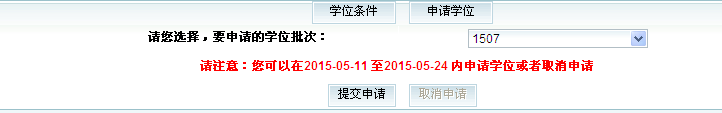 学位条件 申请学位
请您选择，要申请的学位批次： 1507
请注意：您可以在2015-05-11 至2015-05-24 内申请学位或者取消申请
提交申请 取消申请